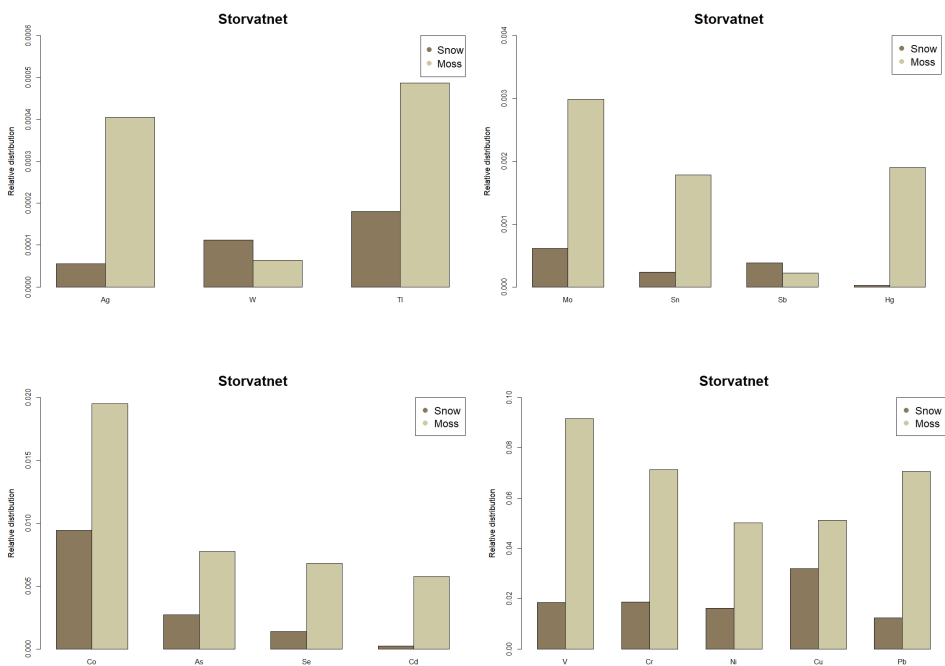 Storvatnet
Relative distribution
0.0000 0.0001 0.0002 0.0003 0.0004 0.0005 0.0006
Snow
Moss
Ag W Tl
Storvatnet
Relative distribution
0.000 0.001 0.002 0.003 0.004
Snow
Moss
Mo Sn Sb Hg
Storvatnet
Relative distribution
0.000 0.005 0.010 0.015 0.020
Snow
Moss
Co As Se Cd
Storvatnet
Relative distribution
0.00 0.02 0.04 0.06 0.08 0.10
Snow
Moss
V Cr Ni Cu Pb